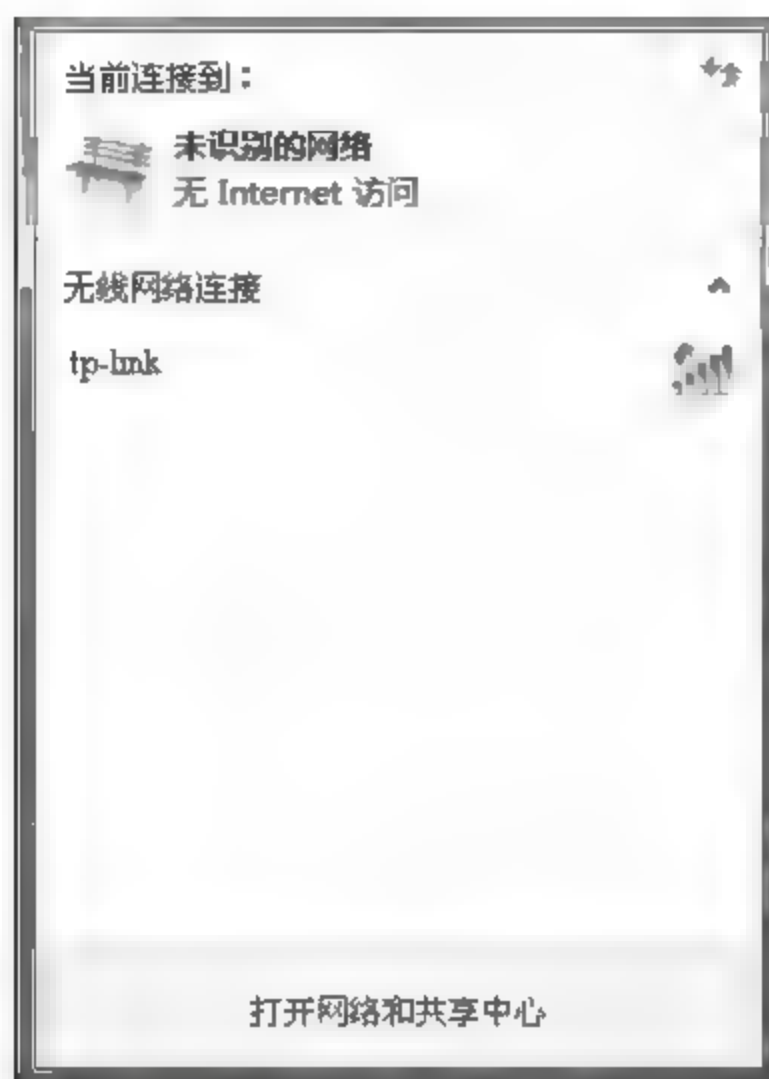 当前连接到：
未识别的网络
无 Internet 访问
无线网络连接
tp-link
打开网络和共享中心